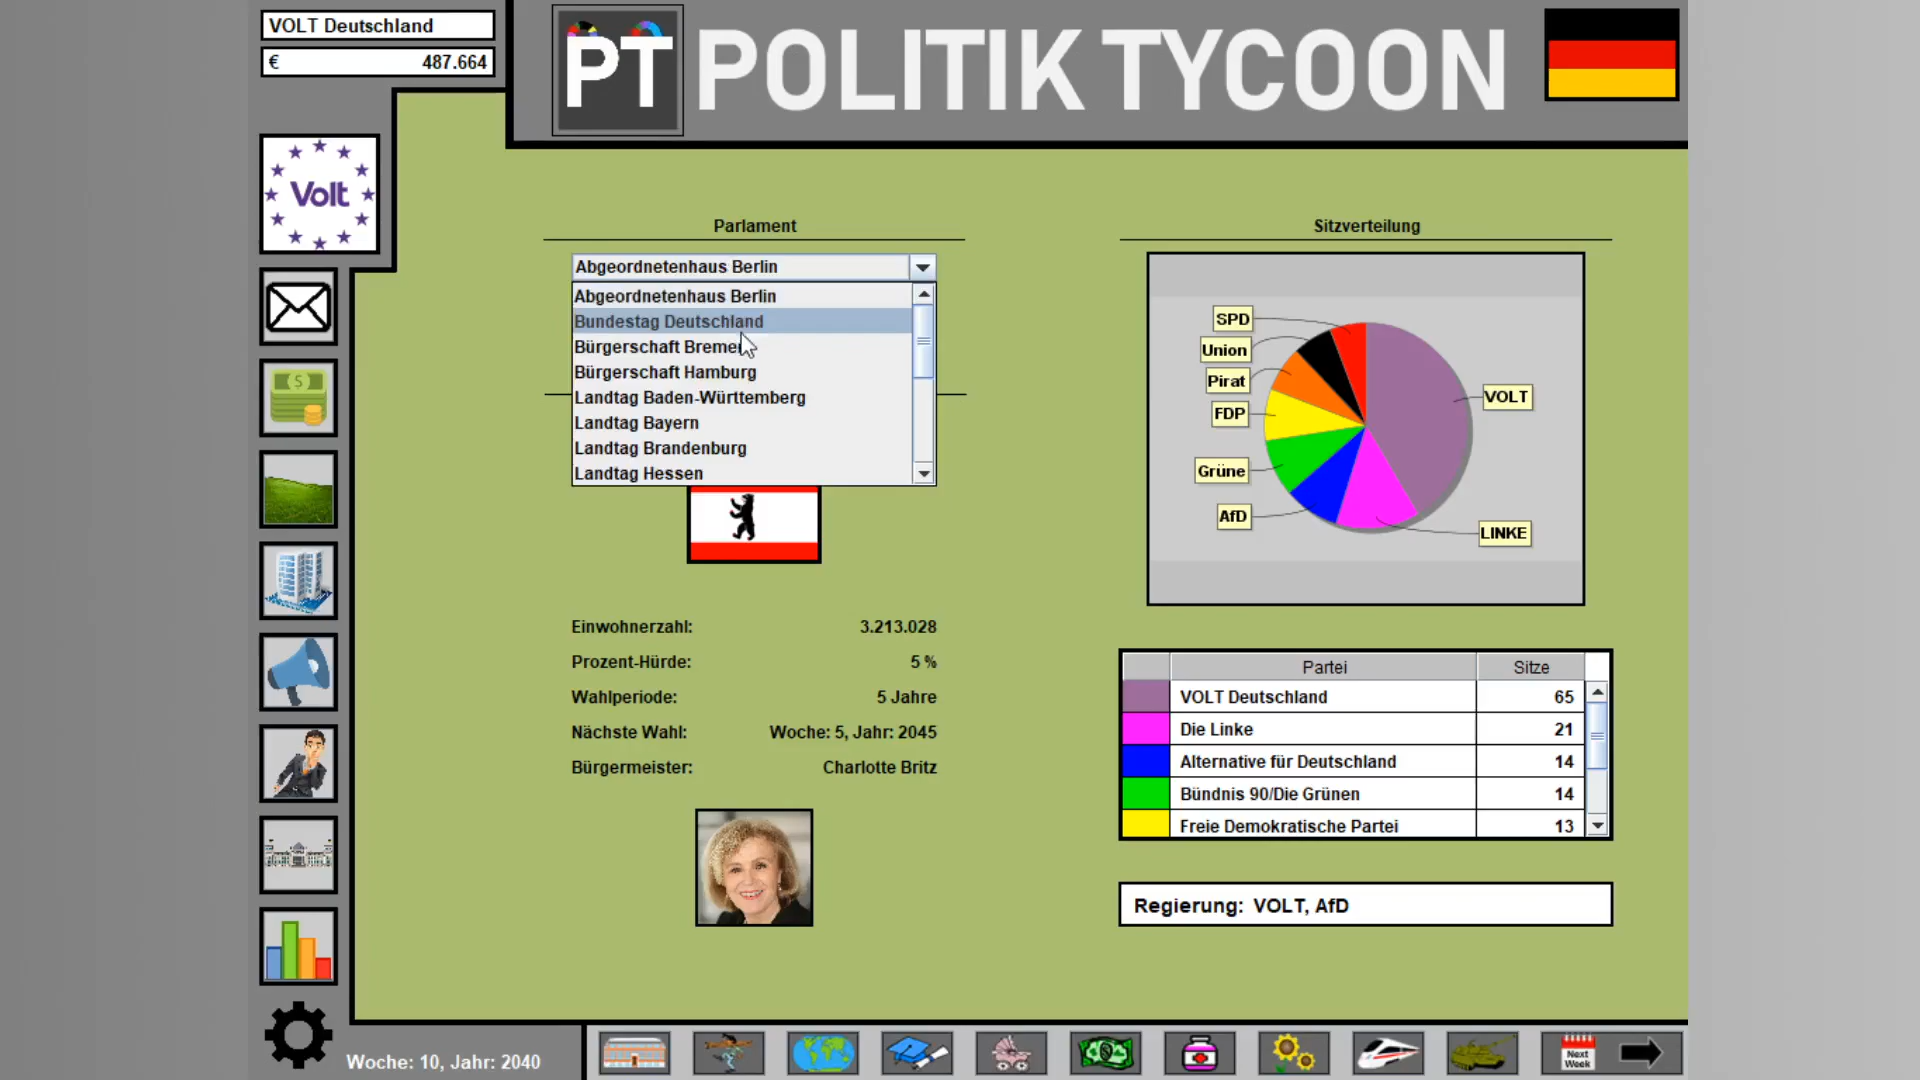 VOLT Deutschland
€ 487.664
PT POLITIK TYCOON
Volt
Parlament
Abgeordnetenhaus Berlin
Abgeordnetenhaus Berlin
Bundestag Deutschland
Bürgerschaft Bremen
Bürgerschaft Hamburg
Landtag Baden-Württemberg
Landtag Bayern
Landtag Brandenburg
Landtag Hessen
Einwohnerzahl: 3.213.028
Prozent-Hürde: 5 %
Wahlperiode: 5 Jahre
Nächste Wahl: Woche: 5, Jahr: 2045
Bürgermeister: Charlotte Britz
Sitzverteilung
SPD
Union
Pirat
FDP
Grüne
AfD
VOLT
LINKE
Partei Sitze
VOLT Deutschland 65
Die Linke 21
Alternative für Deutschland 14
Bündnis 90/Die Grünen 14
Freie Demokratische Partei 13
Regierung: VOLT, AfD
Woche: 10, Jahr: 2040
Next
Week